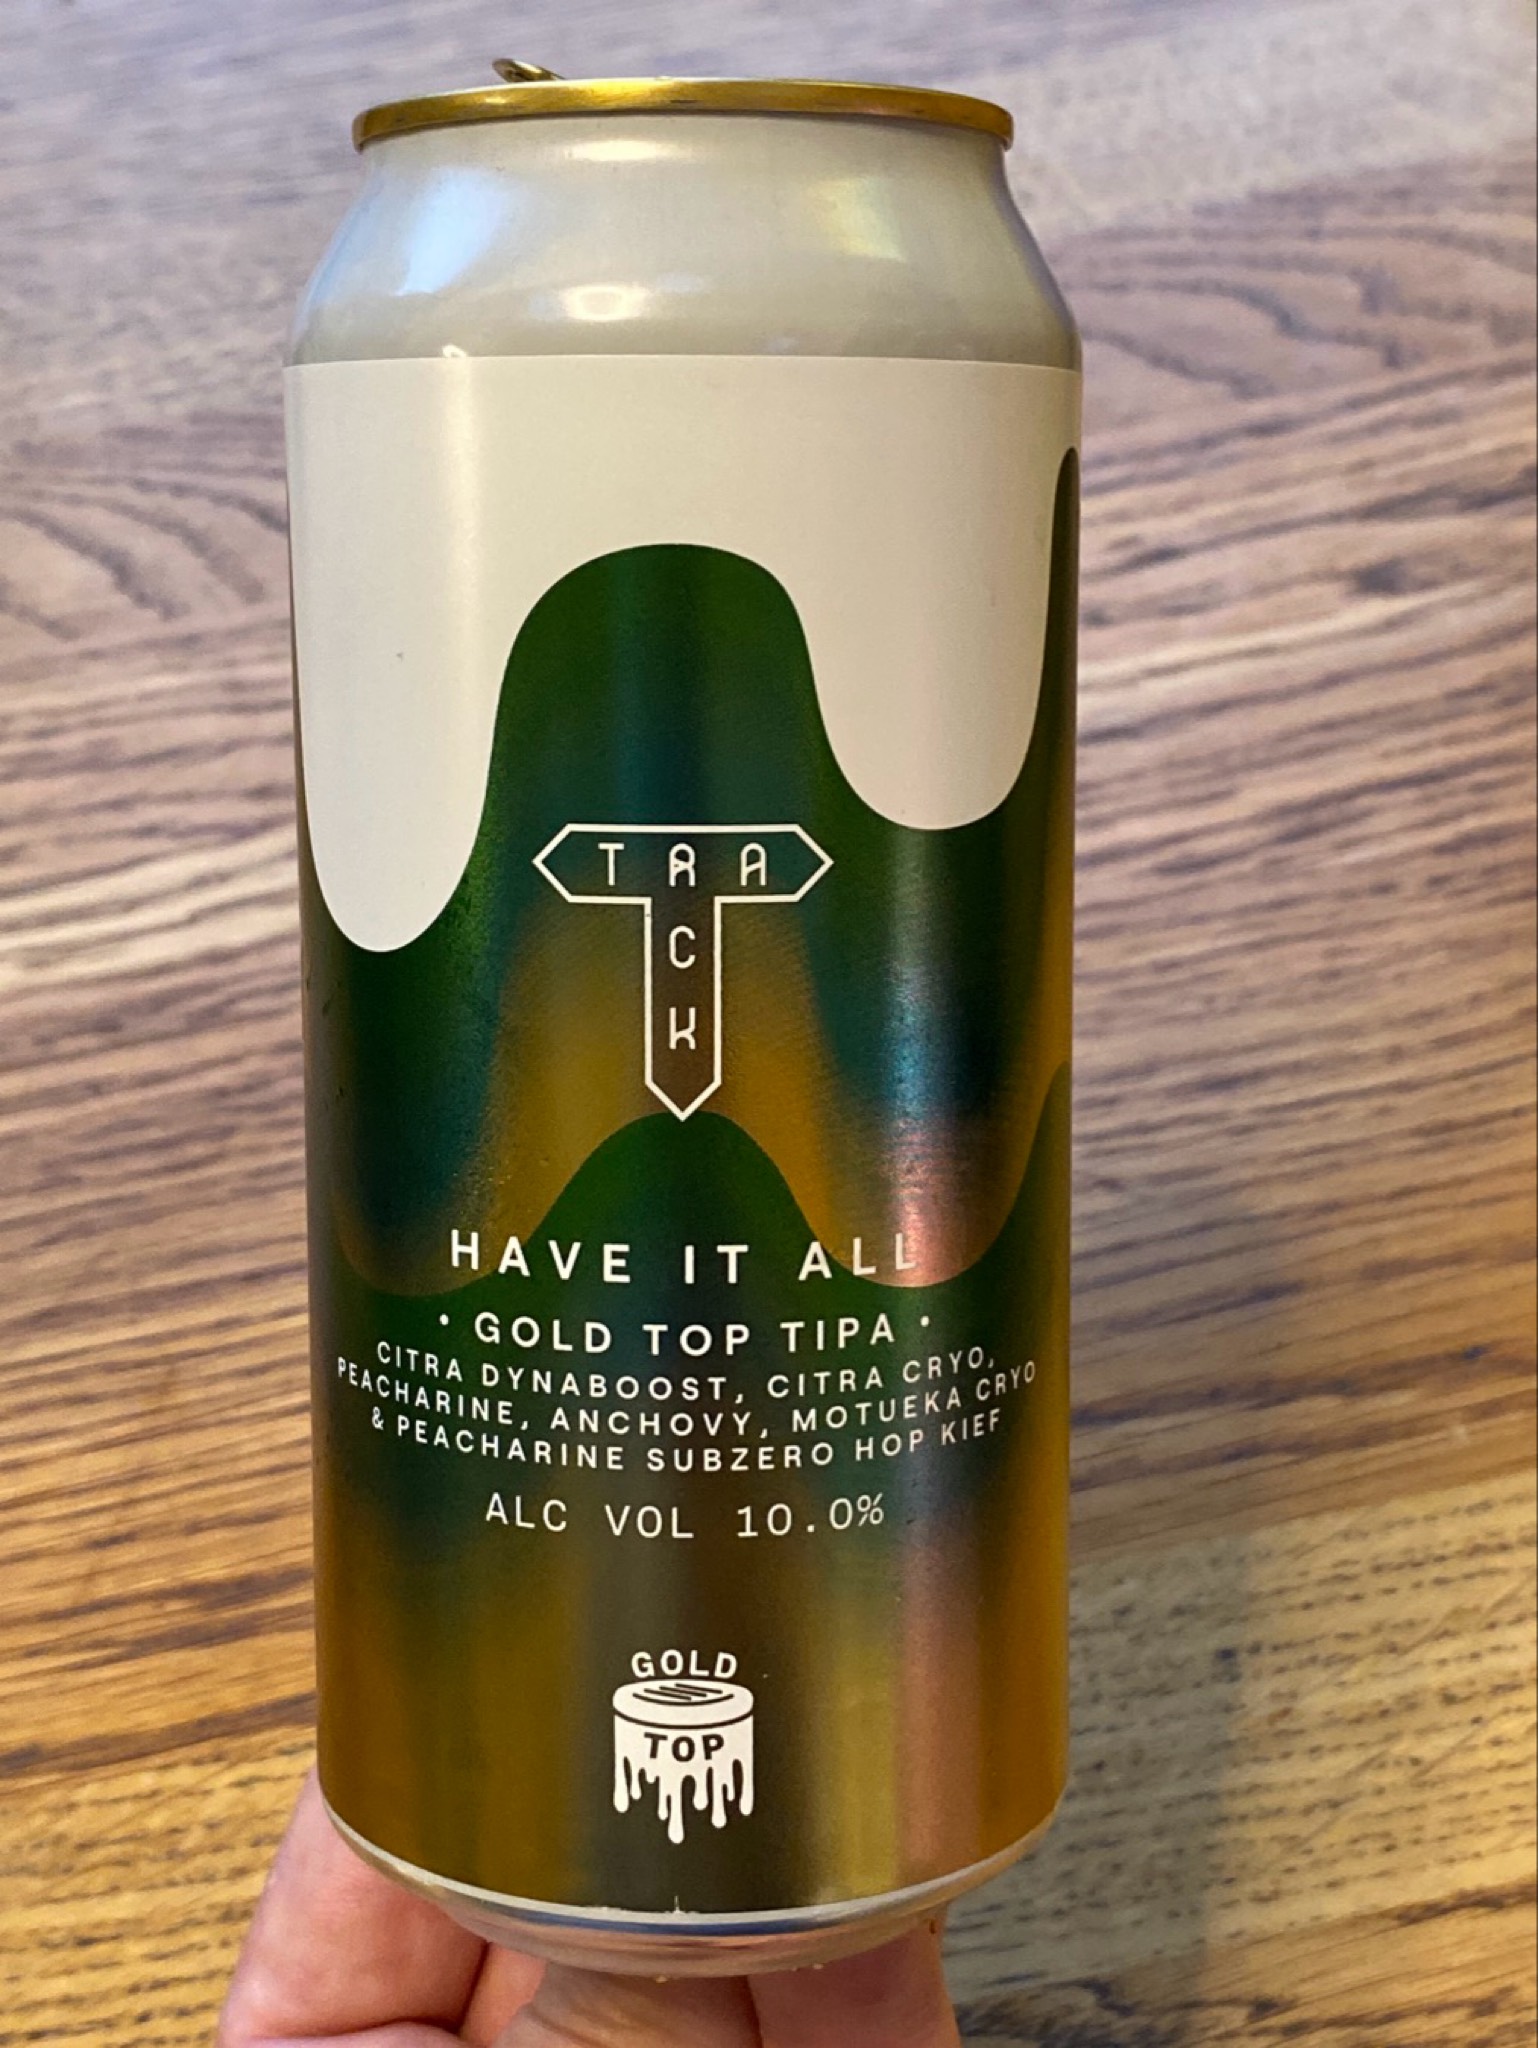 TRA
C
K
HAVE IT ALL
• GOLD TOP TIPA •
CITRA DYNABOOST, CITRA CRYO,
PEACHARINE, ANCHOVY, MOTUEKA CRYO
& PEACHARINE SUBZERO HOP KIEF
ALC VOL 10.0%
GOLD
TOP